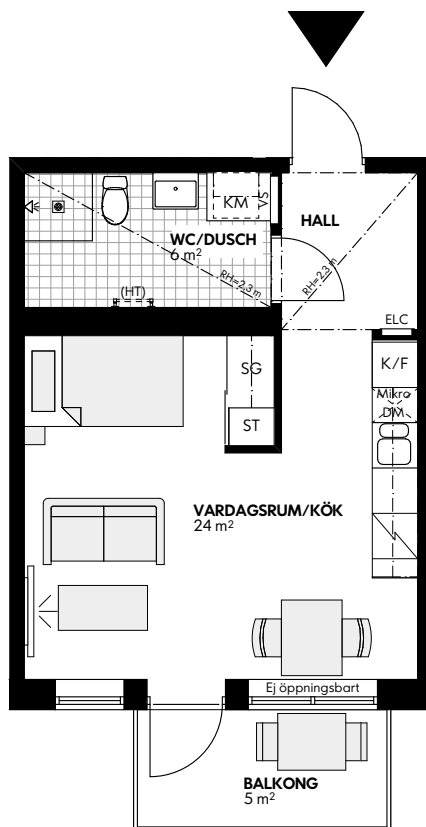 KM
VS
HALL
WC/DUSCH
6 m²
RH=2,3 m
RH=2,3 m
(HT)
ELC
K/F
SG
Mikro
DM
ST
VARDAGSRUM/KÖK
24 m²
Ej öppningsbart
BALKONG
5 m²